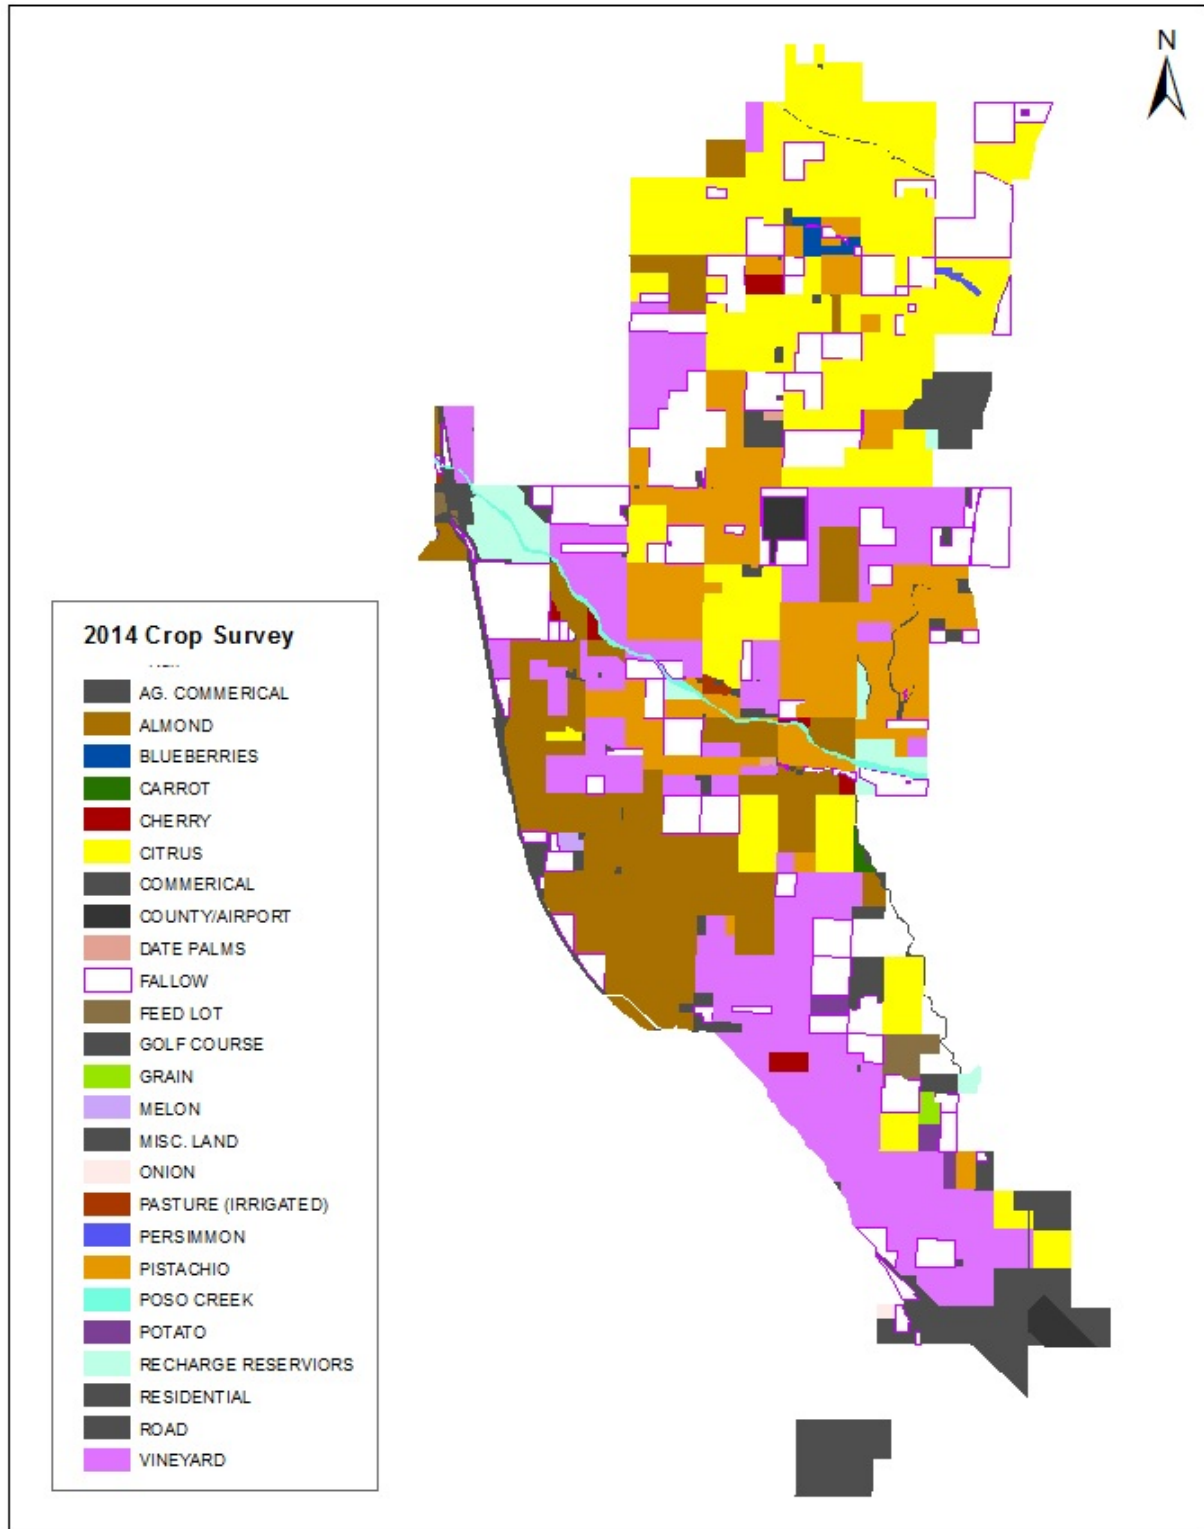 N
2014 Crop Survey
AG. COMMERICAL
ALMOND
BLUEBERRIES
CARROT
CHERRY
CITRUS
COMMERICAL
COUNTY/AIRPORT
DATE PALMS
FALLOW
FEED LOT
GOLF COURSE
GRAIN
MELON
MISC. LAND
ONION
PASTURE (IRRIGATED)
PERSIMMON
PISTACHIO
POSO CREEK
POTATO
RECHARGE RESERVIORS
RESIDENTIAL
ROAD
VINEYARD